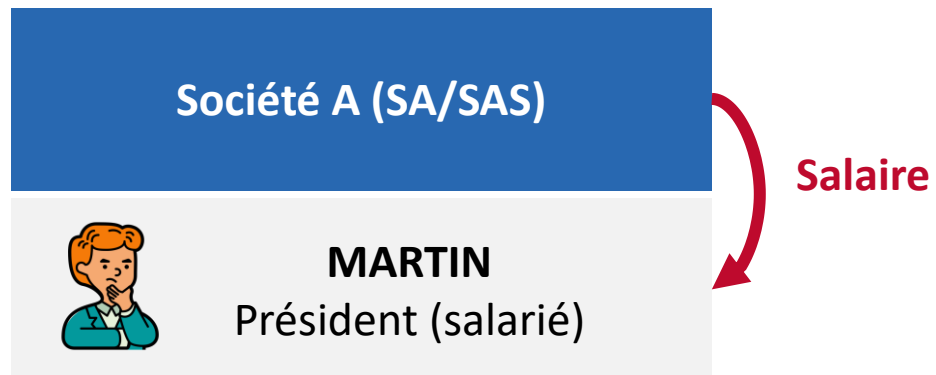 Société A (SA/SAS)
Salaire
MARTIN
Président (salarié)